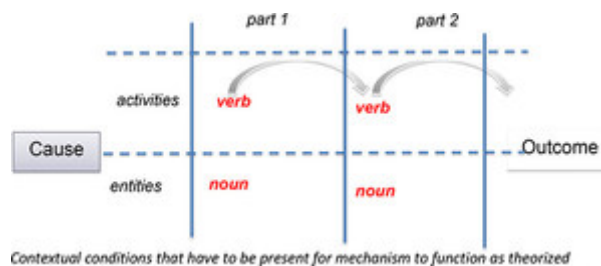 part 1 part 2
activities verb verb
Cause Outcome
entities noun noun
Contextual conditions that have to be present for mechanism to function as theorized